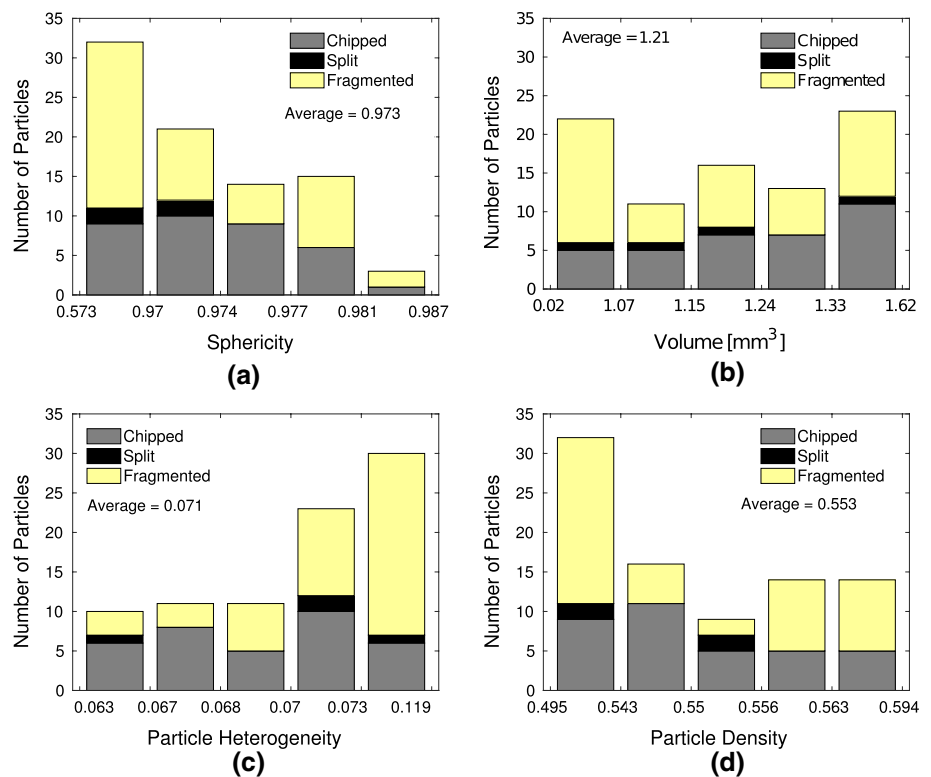 35
30
25
20
15
10
5
0
Number of Particles
Chipped
Split
Fragmented
Average = 0.973
0.573 0.97 0.974 0.977 0.981 0.987
Sphericity
(a)
35
30
25
20
15
10
5
0
Number of Particles
Average = 1.21
Chipped
Split
Fragmented
0.02 1.07 1.15 1.24 1.33 1.62
Volume [mm³]
(b)
35
30
25
20
15
10
5
0
Number of Particles
Chipped
Split
Fragmented
Average = 0.071
0.063 0.067 0.068 0.07 0.073 0.119
Particle Heterogeneity
(c)
35
30
25
20
15
10
5
0
Number of Particles
Chipped
Split
Fragmented
Average = 0.553
0.495 0.543 0.55 0.556 0.563 0.594
Particle Density
(d)